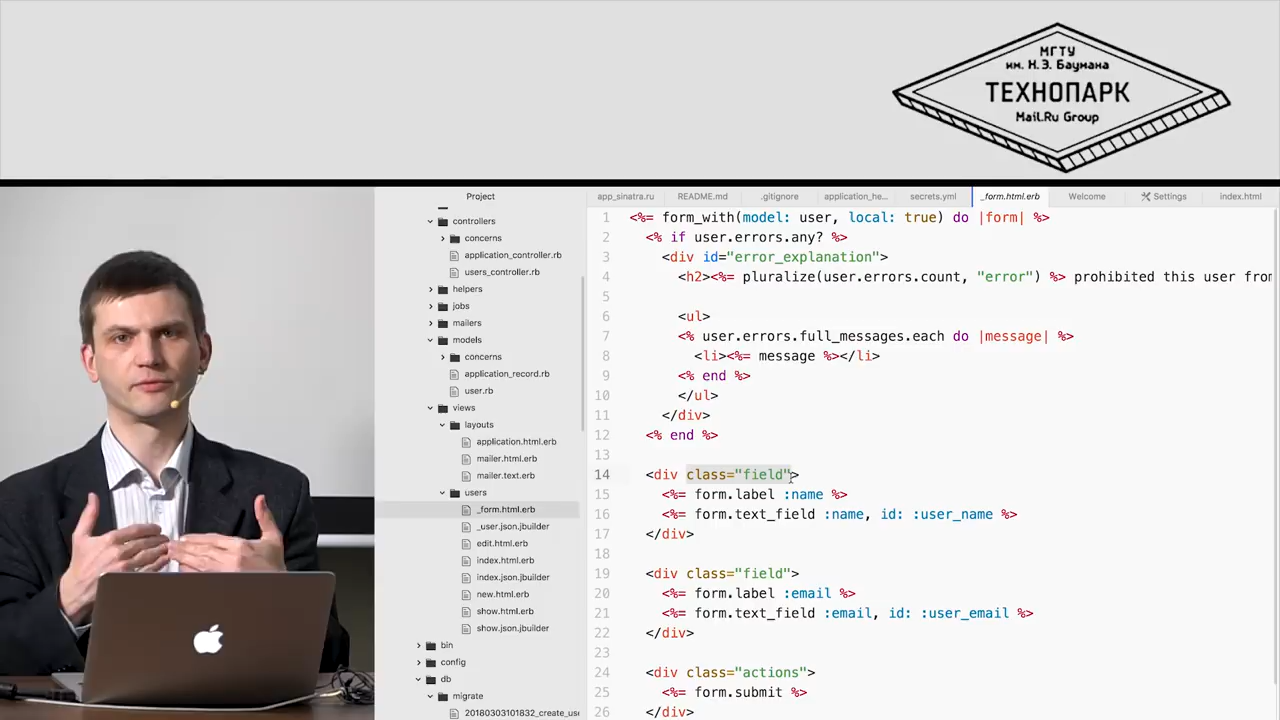 МГТУ
им. Н.Э. Баумана
ТЕХНОПАРК
Mail.Ru Group
Project
controllers
concerns
application_controller.rb
users_controller.rb
helpers
jobs
mailers
models
concerns
application_record.rb
user.rb
views
layouts
application.html.erb
mailer.html.erb
mailer.text.erb
users
_form.html.erb
_user.json.jbuilder
edit.html.erb
index.html.erb
index.json.jbuilder
new.html.erb
show.html.erb
show.json.jbuilder
bin
config
db
migrate
20180303101832_create_use
app_sinatra.ru README.md .gitignore application_he... secrets.yml _form.html.erb Welcome Settings index.html
1 <%= form_with(model: user, local: true) do |form| %>
2 <% if user.errors.any? %>
3 <div id="error_explanation">
4 <h2><%= pluralize(user.errors.count, "error") %> prohibited this user from
5
6 <ul>
7 <% user.errors.full_messages.each do |message| %>
8 <li><%= message %></li>
9 <% end %>
10 </ul>
11 </div>
12 <% end %>
13
14 <div class="field">
15 <%= form.label :name %>
16 <%= form.text_field :name, id: :user_name %>
17 </div>
18
19 <div class="field">
20 <%= form.label :email %>
21 <%= form.text_field :email, id: :user_email %>
22 </div>
23
24 <div class="actions">
25 <%= form.submit %>
26 </div>